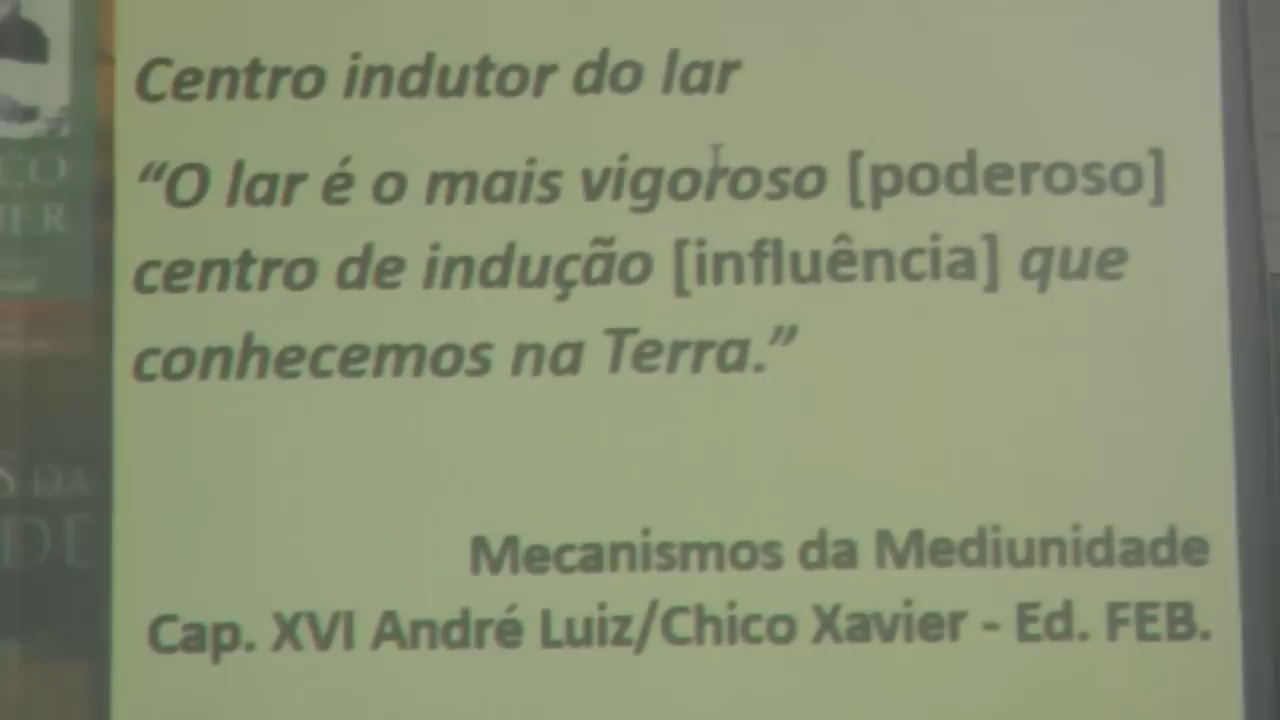 Centro indutor do lar
“O lar é o mais vigoroso [poderoso]
centro de indução [influência] que
conhecemos na Terra.”
Mecanismos da Mediunidade
Cap. XVI André Luiz/Chico Xavier - Ed. FEB.
DA